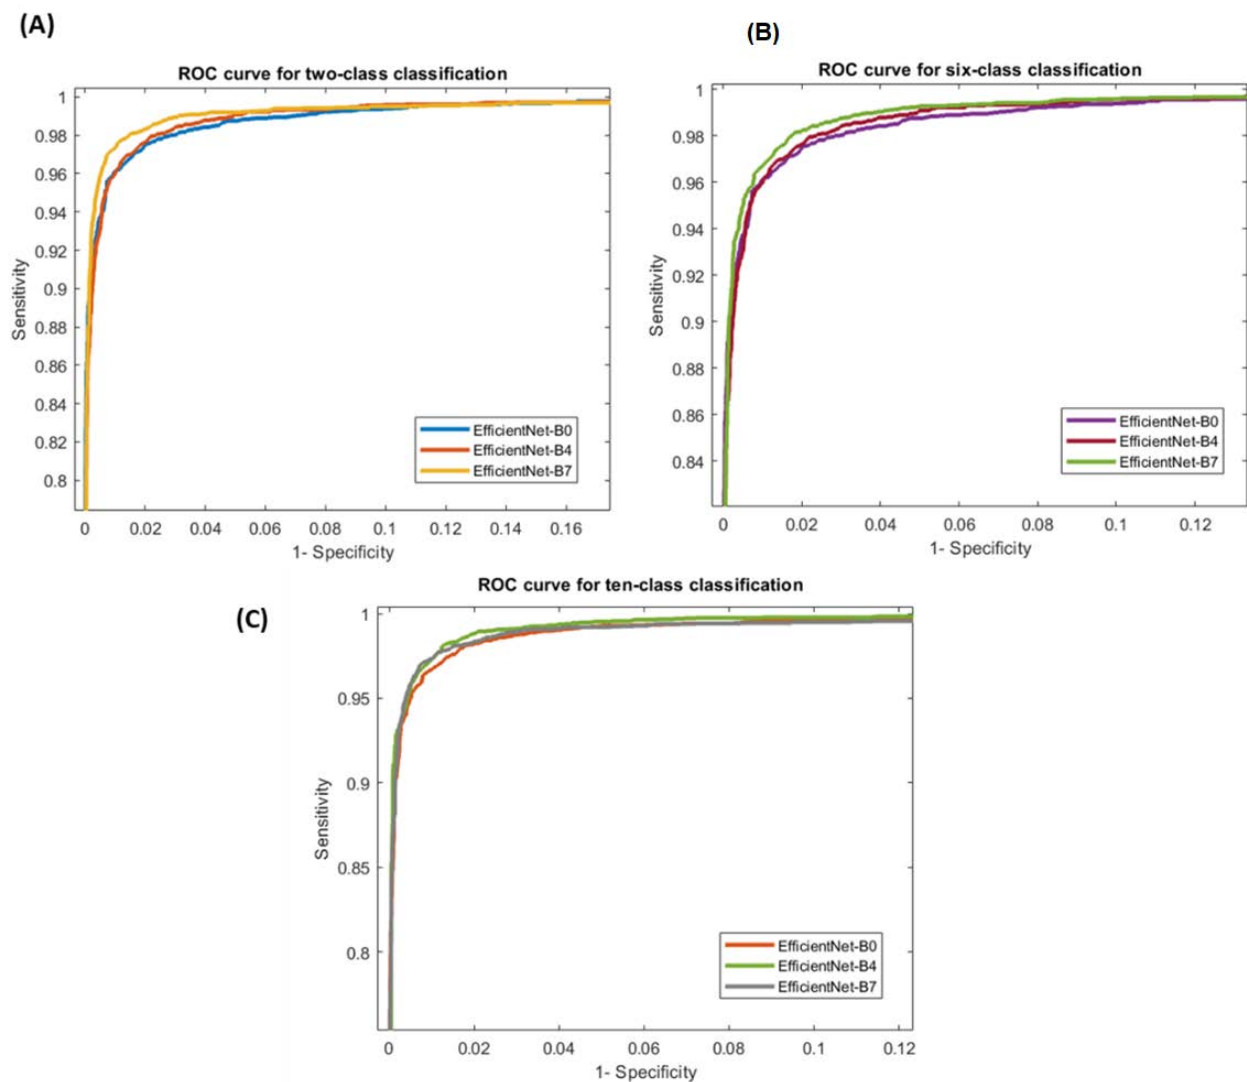 (A)
ROC curve for two-class classification
1
0.98
0.96
0.94
0.92
0.9
0.88
0.86
0.84
0.82
0.8
Sensitivity
0 0.02 0.04 0.06 0.08 0.1 0.12 0.14 0.16
1- Specificity
EfficientNet-B0
EfficientNet-B4
EfficientNet-B7
(B)
ROC curve for six-class classification
1
0.98
0.96
0.94
0.92
0.9
0.88
0.86
0.84
Sensitivity
0 0.02 0.04 0.06 0.08 0.1 0.12
1- Specificity
EfficientNet-B0
EfficientNet-B4
EfficientNet-B7
(C)
ROC curve for ten-class classification
1
0.95
0.9
0.85
0.8
Sensitivity
0 0.02 0.04 0.06 0.08 0.1 0.12
1- Specificity
EfficientNet-B0
EfficientNet-B4
EfficientNet-B7